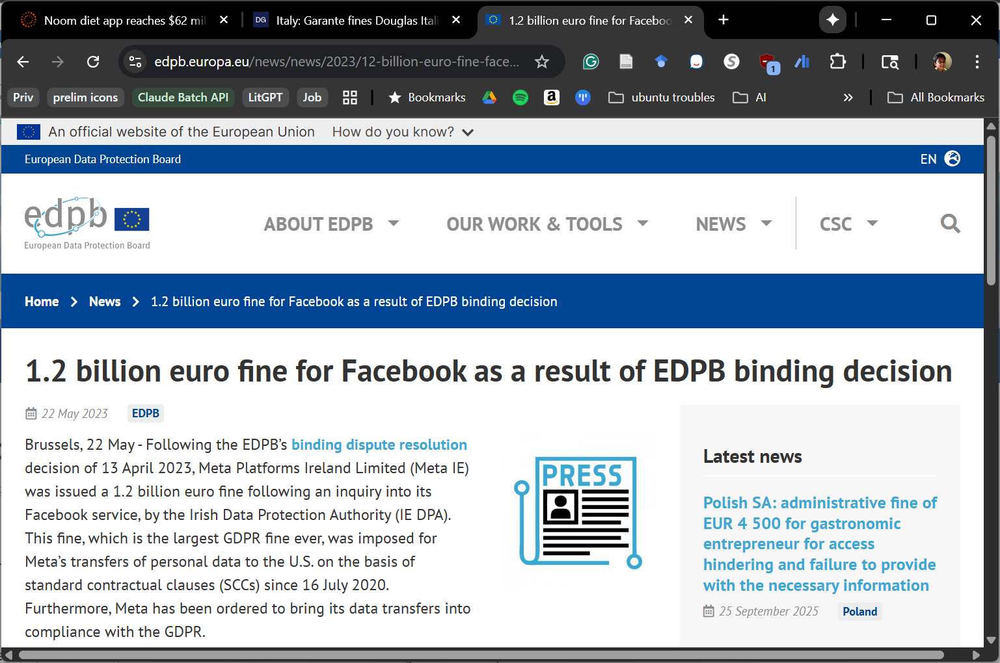 Noom diet app reaches $62 mil
DG Italy: Garante fines Douglas Itali
1.2 billion euro fine for Faceboo
edpb.europa.eu/news/news/2023/12-billion-euro-fine-face...
1
Priv prelim icons Claude Batch API LitGPT Job Bookmarks ubuntu troubles AI » All Bookmarks
An official website of the European Union How do you know?
European Data Protection Board EN
edpb
European Data Protection Board
ABOUT EDPB OUR WORK & TOOLS NEWS CSC
Home News 1.2 billion euro fine for Facebook as a result of EDPB binding decision
1.2 billion euro fine for Facebook as a result of EDPB binding decision
22 May 2023 EDPB
Brussels, 22 May - Following the EDPB's binding dispute resolution
decision of 13 April 2023, Meta Platforms Ireland Limited (Meta IE)
was issued a 1.2 billion euro fine following an inquiry into its
Facebook service, by the Irish Data Protection Authority (IE DPA).
This fine, which is the largest GDPR fine ever, was imposed for
Meta's transfers of personal data to the U.S. on the basis of
standard contractual clauses (SCCs) since 16 July 2020.
Furthermore, Meta has been ordered to bring its data transfers into
compliance with the GDPR.
PRESS
Latest news
Polish SA: administrative fine of
EUR 4 500 for gastronomic
entrepreneur for access
hindering and failure to provide
with the necessary information
25 September 2025 Poland